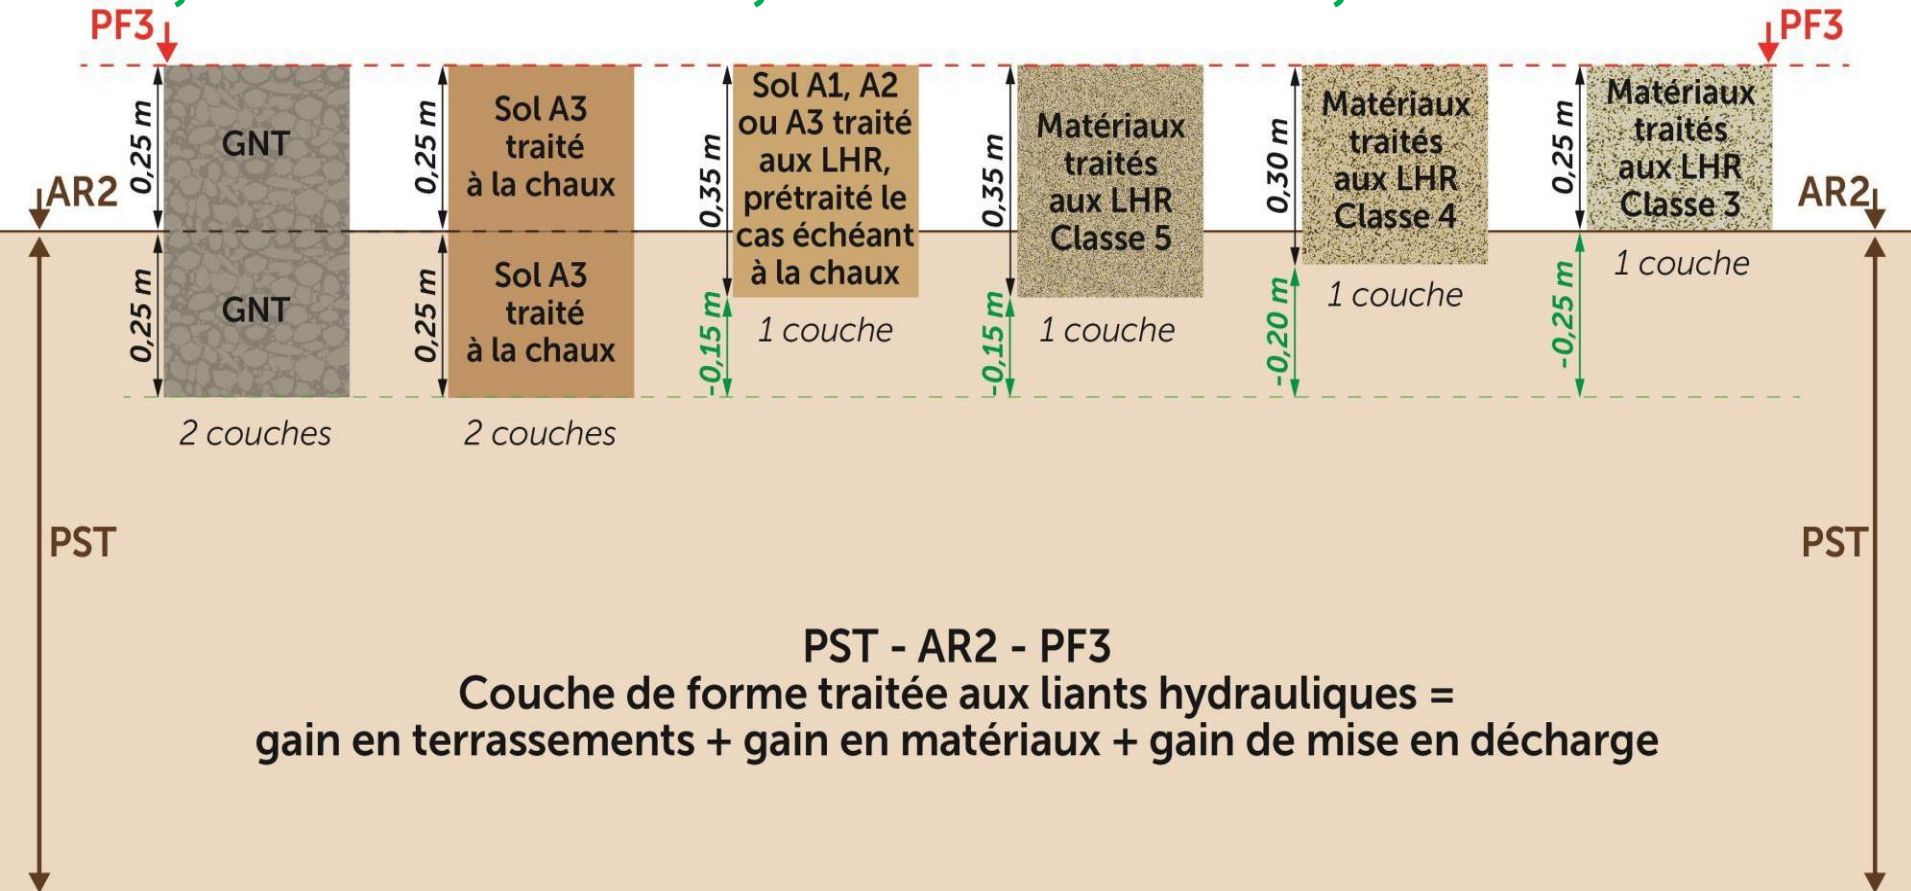 PF3
PF3
0,25 m
GNT
0,25 m
Sol A3
traité
à la chaux
0,35 m
Sol A1, A2
ou A3 traité
aux LHR,
prétraité le
cas échéant
à la chaux
0,35 m
Matériaux
traités
aux LHR
Classe 5
0,30 m
Matériaux
traités
aux LHR
Classe 4
0,25 m
Matériaux
traités
aux LHR
Classe 3
AR2
AR2
0,25 m
GNT
0,25 m
Sol A3
traité
à la chaux
-0,15 m
1 couche
-0,15 m
1 couche
-0,20 m
1 couche
-0,25 m
1 couche
2 couches
2 couches
PST
PST
PST - AR2 - PF3
Couche de forme traitée aux liants hydrauliques =
gain en terrassements + gain en matériaux + gain de mise en décharge